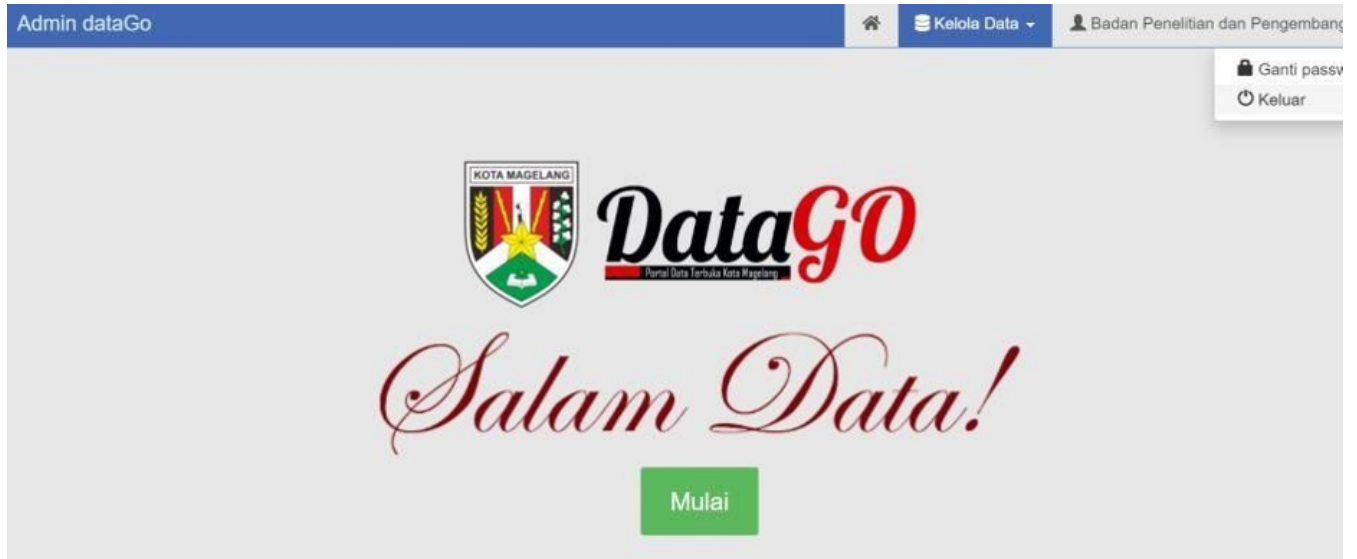 Admin dataGo
Kelola Data
Badan Penelitian dan Pengembang
Ganti passw
Keluar
KOTA MAGELANG
DataGO
Portal Data Terbuka Kota Magelang
Salam Data!
Mulai